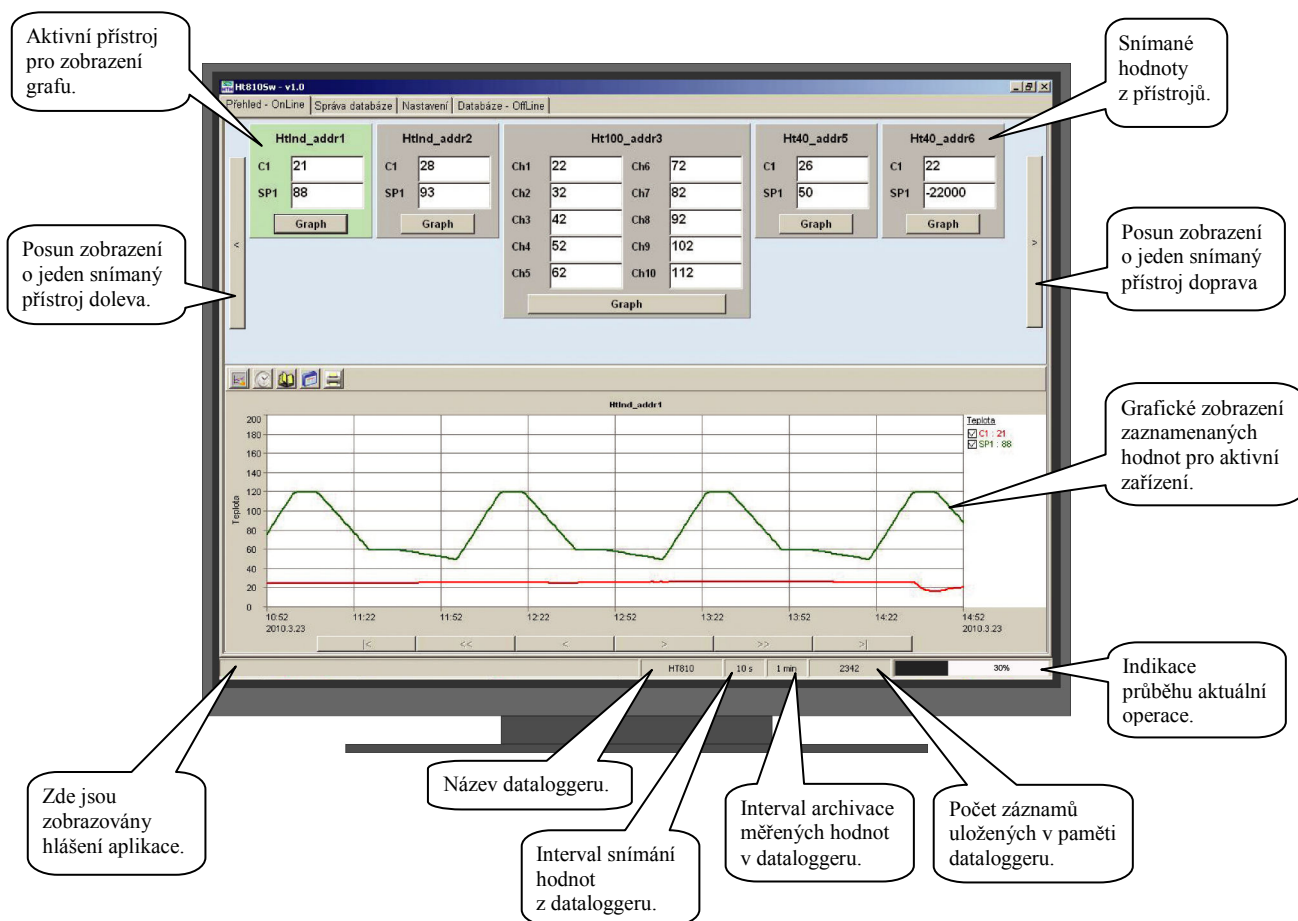 Aktivní přístroj
pro zobrazení
grafu.
Snímané
hodnoty
z přístrojů.
Ht810Sw - v1.0
Přehled - OnLine Správa databáze Nastavení Databáze - OffLine
HtInd_addr1
C1 21
SP1 88
Graph
HtInd_addr2
C1 28
SP1 93
Graph
Ht100_addr3
Ch1 22 Ch6 72
Ch2 32 Ch7 82
Ch3 42 Ch8 92
Ch4 52 Ch9 102
Ch5 62 Ch10 112
Graph
Ht40_addr5
C1 26
SP1 50
Graph
Ht40_addr6
C1 22
SP1 -22000
Graph
<
>
Posun zobrazení
o jeden snímaný
přístroj doleva.
Posun zobrazení
o jeden snímaný
přístroj doprava
HtInd_addr1
Teplota
200
180
160
140
120
100
80
60
40
20
0
10:52 11:22 11:52 12:22 12:52 13:22 13:52 14:22 14:52
2010.3.23 2010.3.23
Teplota
C1 : 21
SP1 : 88
Grafické zobrazení
zaznamenaných
hodnot pro aktivní
zařízení.
|< << < > >> >|
HT810 10 s 1 min 2342 30%
Indikace
průběhu aktuální
operace.
Zde jsou
zobrazovány
hlášení aplikace.
Název dataloggeru.
Interval snímání
hodnot
z dataloggeru.
Interval archivace
měřených hodnot
v dataloggeru.
Počet záznamů
uložených v paměti
dataloggeru.